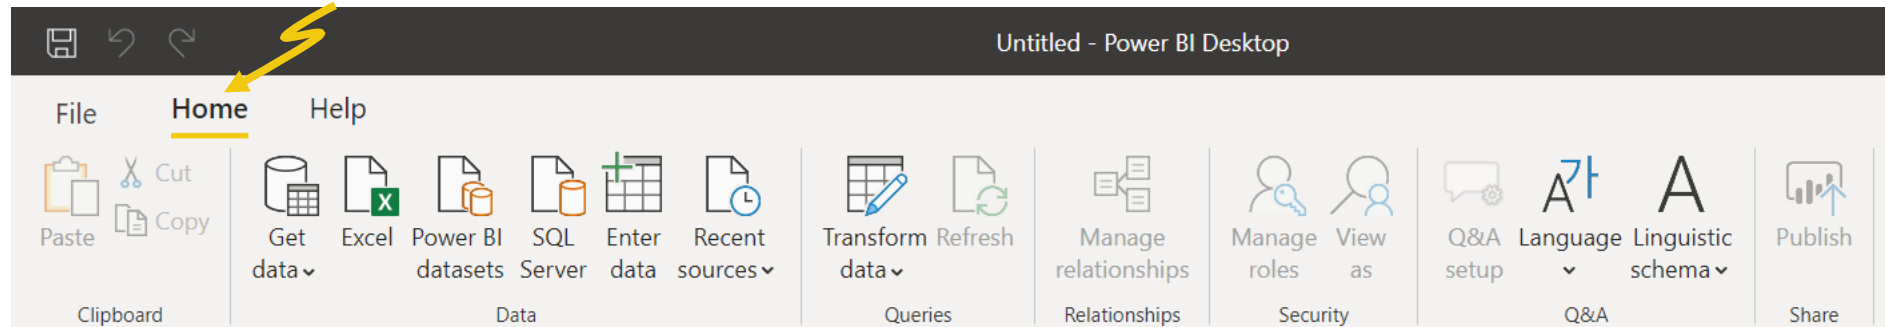 Untitled - Power BI Desktop
File Home Help
Paste
Cut
Copy
Get data
Excel
Power BI datasets
SQL Server
Enter data
Recent sources
Transform data
Refresh
Manage relationships
Manage roles
View as
Q&A setup
A가
Language
A
Linguistic schema
Publish
Clipboard Data Queries Relationships Security Q&A Share